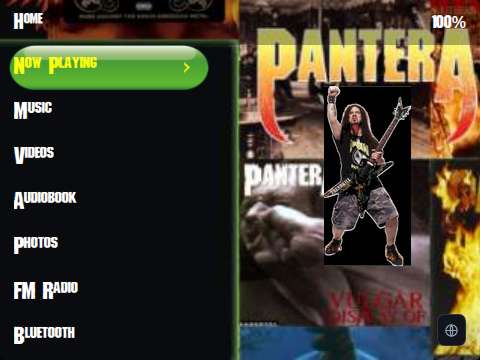 Home
100%
Now Playing
PANTERA
Music
Videos
PANTERA
Audiobook
Photos
FM Radio
VULGAR
DISPLAY OF
Bluetooth